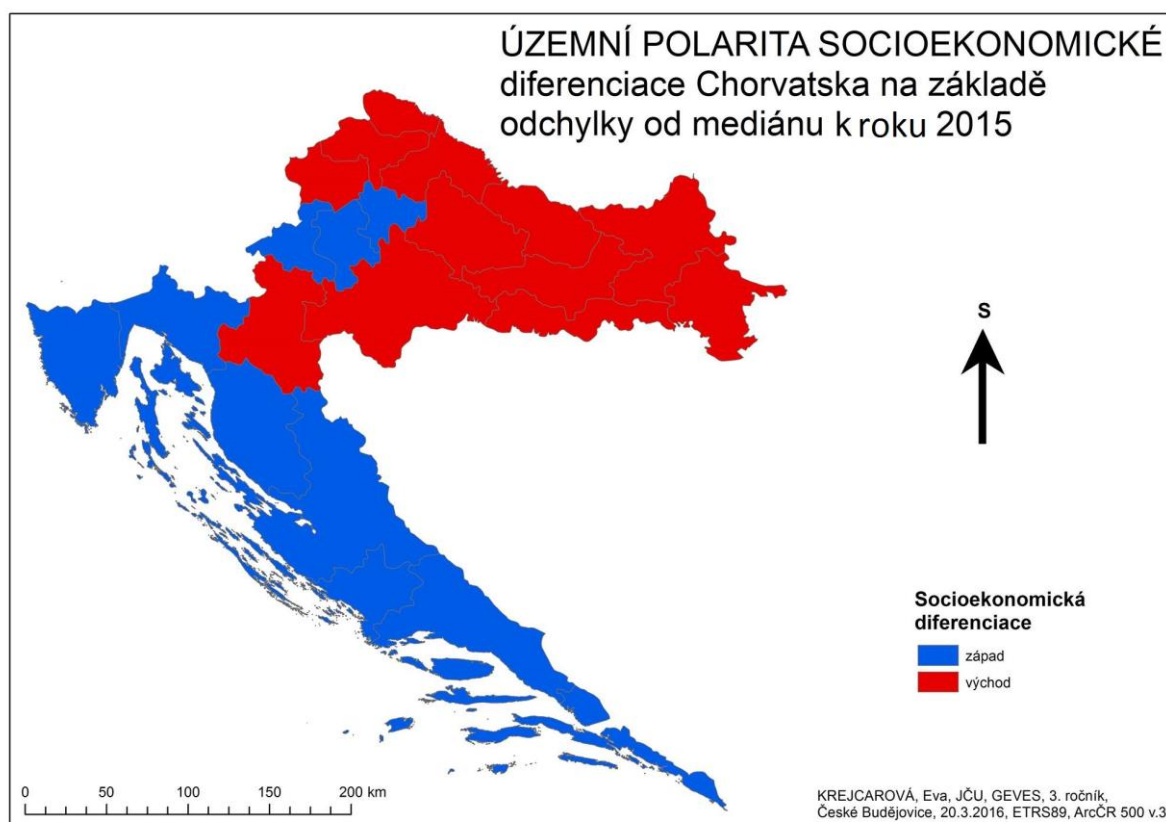 ÚZEMNÍ POLARITA SOCIOEKONOMICKÉ
diferenciace Chorvatska na základě
odchylky od mediánu k roku 2015
S
Socioekonomická
diferenciace
západ
východ
0 50 100 150 200 km
KREJCAROVÁ, Eva, JČU, GEVES, 3. ročník,
České Budějovice, 20.3.2016, ETRS89, ArcČR 500 v.3